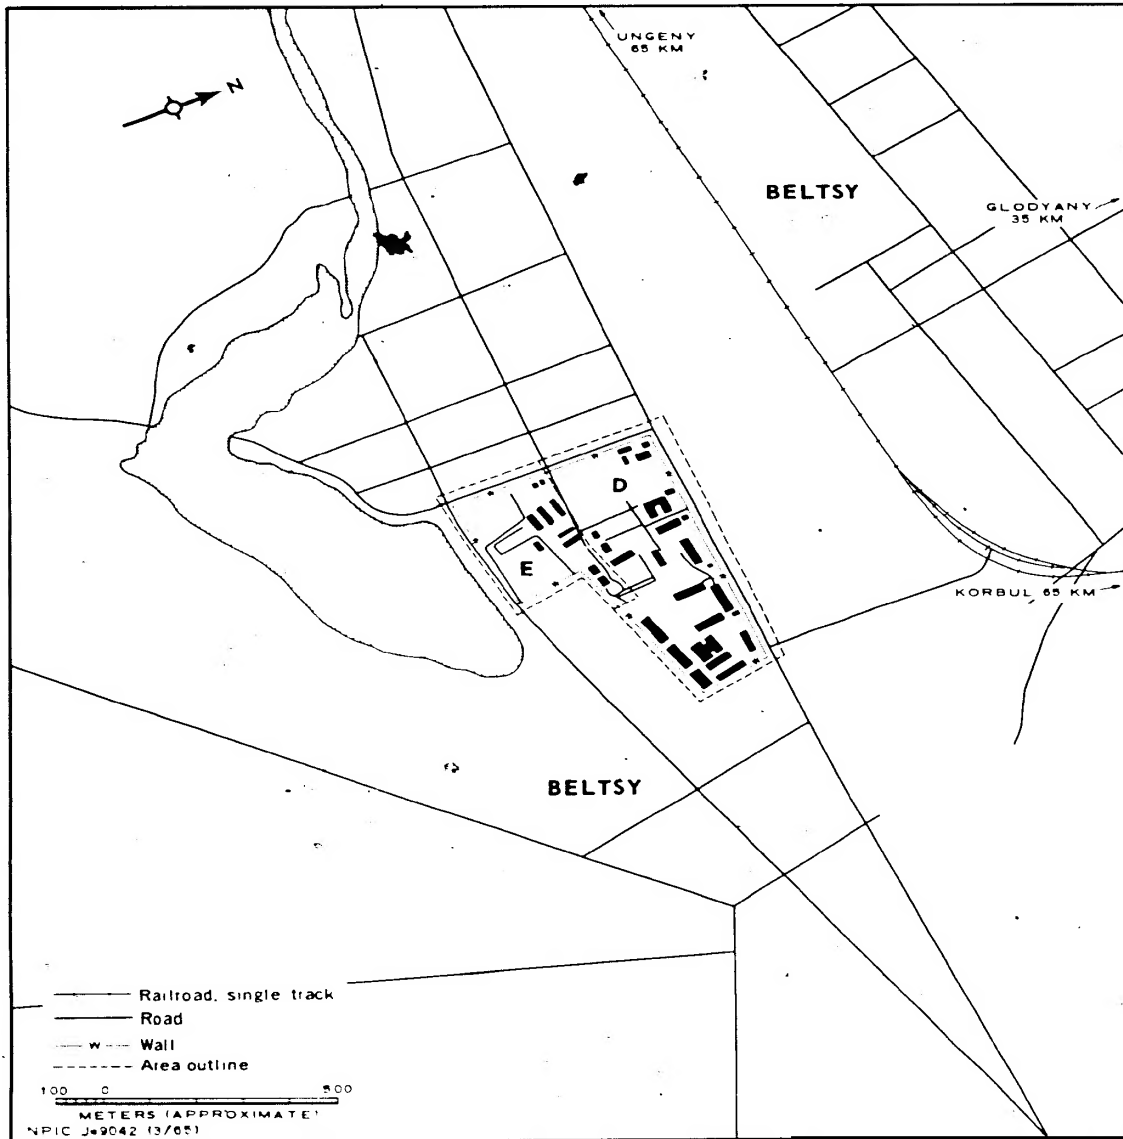 UNGENY
65 KM
N
BELTSY
GLODYANY
35 KM
D
E
KORBUL 65 KM
BELTSY
Railroad, single track
Road
w Wall
Area outline
100 0 500
METERS (APPROXIMATE)
NPIC J-9042 (3/65)